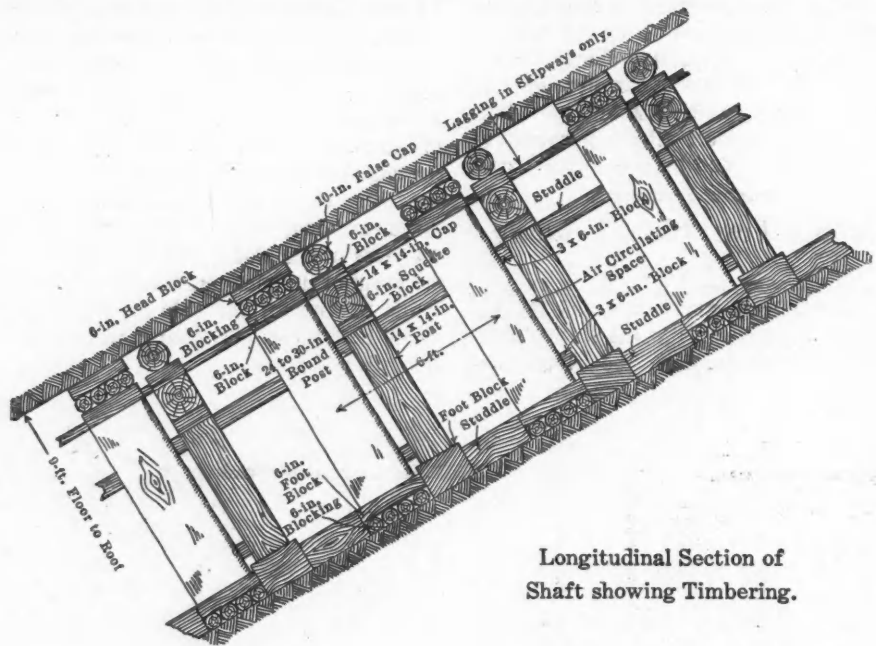 Lagging in Skipways only.
10-in. False Cap
6-in.
Block
14 x 14-in. Cap
6-in. Square
Block
Studdle
3 x 6-in. Block
Air Circulating
Space
3 x 6-in. Block
Studdle
6-in. Head Block
6-in.
Blocking
6-in.
Block
24 to 30-in.
Round
Post
14 x 14-in.
Post
6-ft.
Foot Block
Studdle
6-in.
Foot
Block
6-in.
Blocking
9-ft. Floor to Roof
Longitudinal Section of
Shaft showing Timbering.